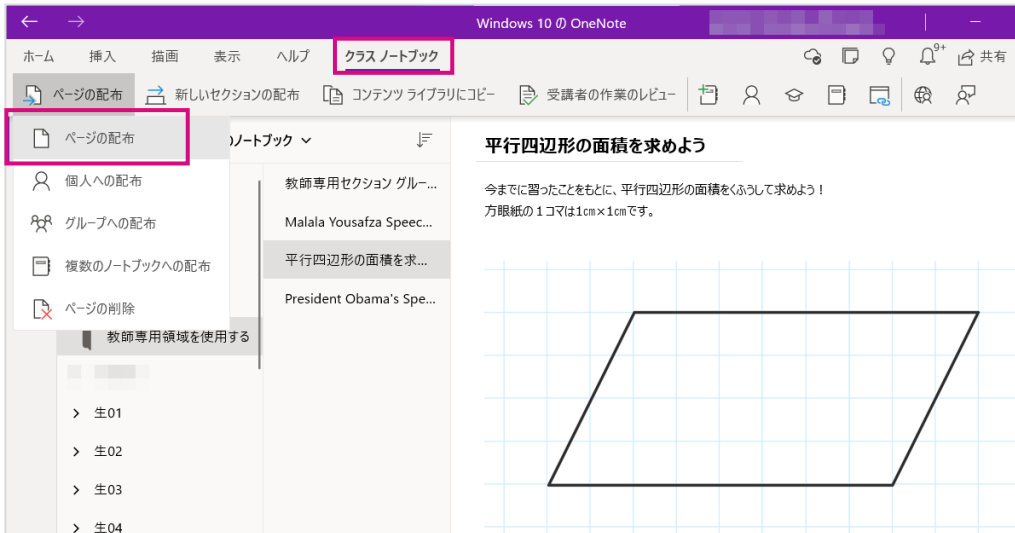 Windows 10 の OneNote
ホーム 挿入 描画 表示 ヘルプ クラス ノートブック 9+ 共有
ページの配布 新しいセクションの配布 コンテンツ ライブラリにコピー 受講者の作業のレビュー
ページの配布
個人への配布
グループへの配布
複数のノートブックへの配布
ページの削除
ノートブック
教師専用領域を使用する
生01
生02
生03
生04
教師専用セクション グルー...
Malala Yousafza Speec...
平行四辺形の面積を求...
President Obama's Spe...
平行四辺形の面積を求めよう
今までに習ったことをもとに、平行四辺形の面積をくふうして求めよう！
方眼紙の１コマは1㎝×1㎝です。